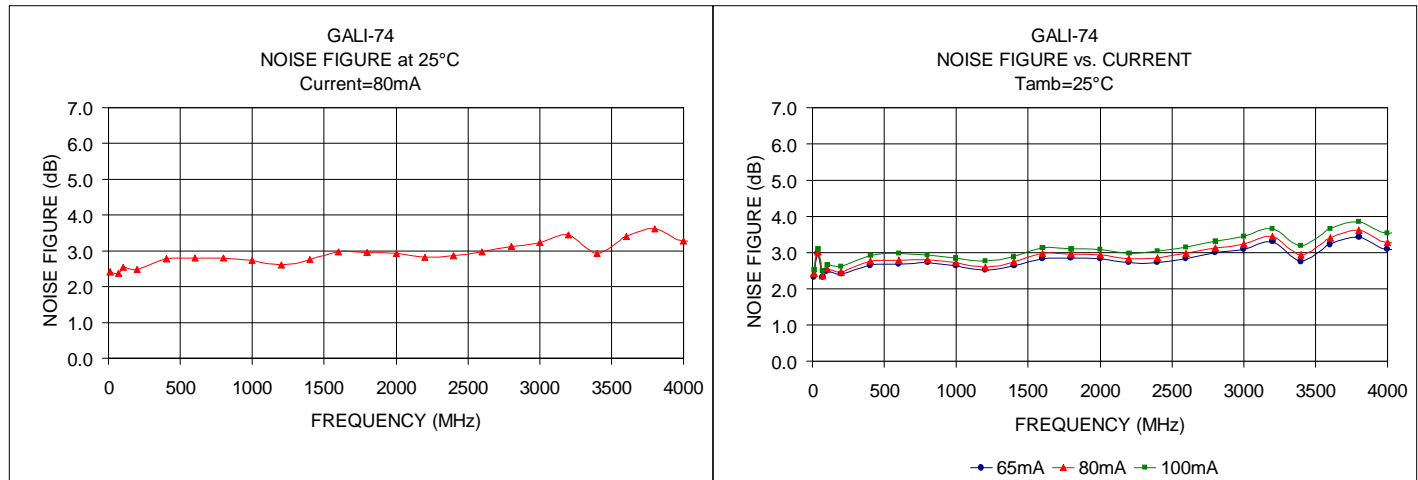 GALI-74
NOISE FIGURE at 25°C
Current=80mA
NOISE FIGURE (dB)
7.0
6.0
5.0
4.0
3.0
2.0
1.0
0.0
0 500 1000 1500 2000 2500 3000 3500 4000
FREQUENCY (MHz)
GALI-74
NOISE FIGURE vs. CURRENT
Tamb=25°C
NOISE FIGURE (dB)
7.0
6.0
5.0
4.0
3.0
2.0
1.0
0.0
0 500 1000 1500 2000 2500 3000 3500 4000
FREQUENCY (MHz)
65mA 80mA 100mA